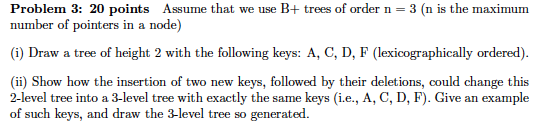 Problem 3: 20 points Assume that we use B+ trees of order n = 3 (n is the maximum
number of pointers in a node)
(i) Draw a tree of height 2 with the following keys: A, C, D, F (lexicographically ordered).
(ii) Show how the insertion of two new keys, followed by their deletions, could change this
2-level tree into a 3-level tree with exactly the same keys (i.e., A, C, D, F). Give an example
of such keys, and draw the 3-level tree so generated.